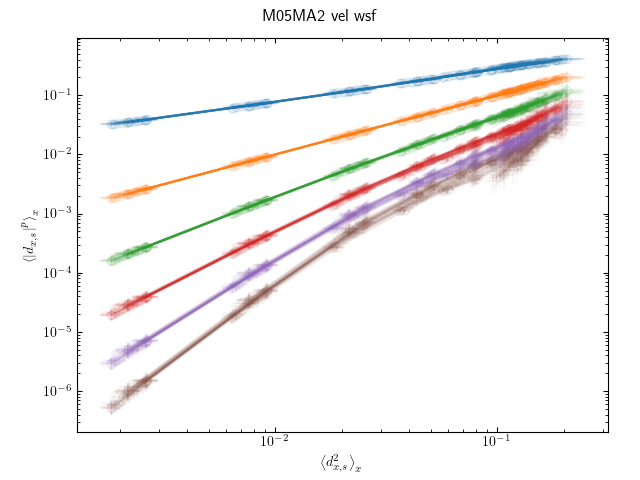 M05MA2 vel wsf
⟨|d_{x,s}|^p⟩_x
10^{-1}
10^{-2}
10^{-3}
10^{-4}
10^{-5}
10^{-6}
10^{-2} 10^{-1}
⟨d^2_{x,s}⟩_x